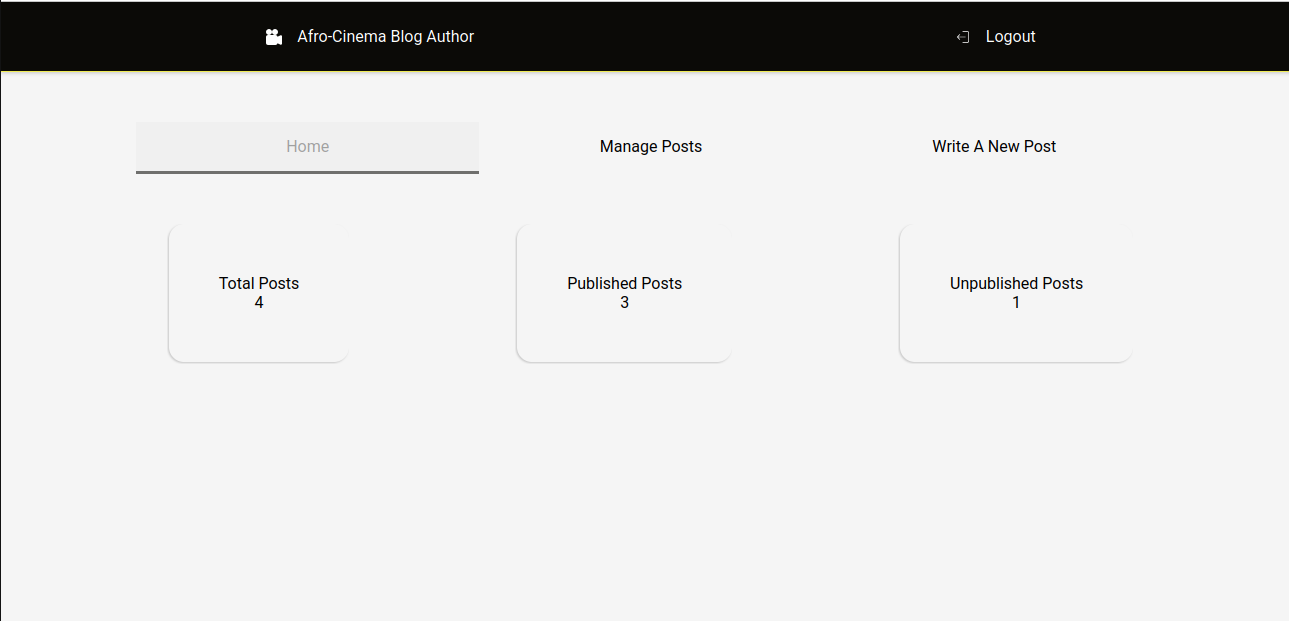 Afro-Cinema Blog Author
Logout
Home
Manage Posts
Write A New Post
Total Posts
4
Published Posts
3
Unpublished Posts
1